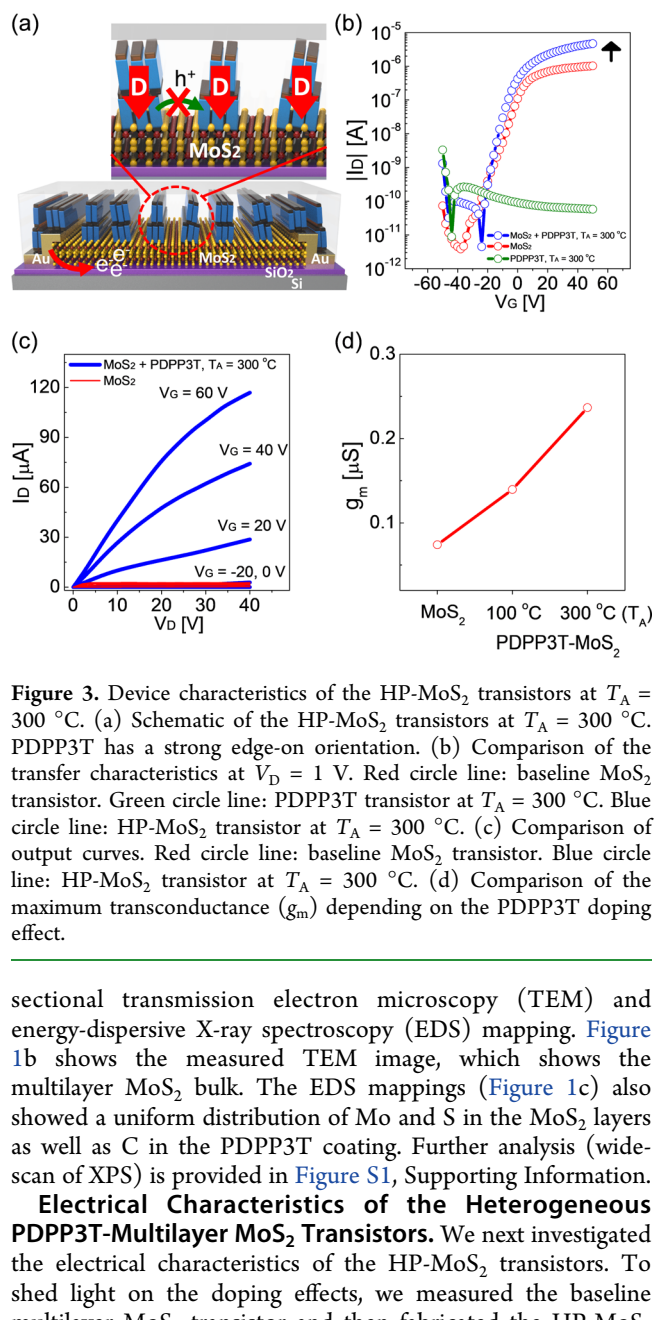 (a)
D
h+
D
D
MoS2
Au
e-
e-
e-
MoS2
SiO2
Si
Au
(b)
|ID| [A]
10-5
10-6
10-7
10-8
10-9
10-10
10-11
10-12
MoS2 + PDPP3T, TA = 300 °C
MoS2
PDPP3T, TA = 300 °C
-60 -40 -20 0 20 40 60
VG [V]
(c)
ID [μA]
120
90
60
30
0
MoS2 + PDPP3T, TA = 300 °C
MoS2
VG = 60 V
VG = 40 V
VG = 20 V
VG = -20, 0 V
0 10 20 30 40
VD [V]
(d)
gm [μS]
0.3
0.2
0.1
MoS2 100 °C 300 °C (TA)
PDPP3T-MoS2
Figure 3. Device characteristics of the HP-MoS2 transistors at TA =
300 °C. (a) Schematic of the HP-MoS2 transistors at TA = 300 °C.
PDPP3T has a strong edge-on orientation. (b) Comparison of the
transfer characteristics at VD = 1 V. Red circle line: baseline MoS2
transistor. Green circle line: PDPP3T transistor at TA = 300 °C. Blue
circle line: HP-MoS2 transistor at TA = 300 °C. (c) Comparison of
output curves. Red circle line: baseline MoS2 transistor. Blue circle
line: HP-MoS2 transistor at TA = 300 °C. (d) Comparison of the
maximum transconductance (gm) depending on the PDPP3T doping
effect.
sectional transmission electron microscopy (TEM) and
energy-dispersive X-ray spectroscopy (EDS) mapping. Figure
1b shows the measured TEM image, which shows the
multilayer MoS2 bulk. The EDS mappings (Figure 1c) also
showed a uniform distribution of Mo and S in the MoS2 layers
as well as C in the PDPP3T coating. Further analysis (wide-
scan of XPS) is provided in Figure S1, Supporting Information.
Electrical Characteristics of the Heterogeneous
PDPP3T-Multilayer MoS2 Transistors. We next investigated
the electrical characteristics of the HP-MoS2 transistors. To
shed light on the doping effects, we measured the baseline
multilayer MoS2 transistor and then fabricated the HP-MoS2